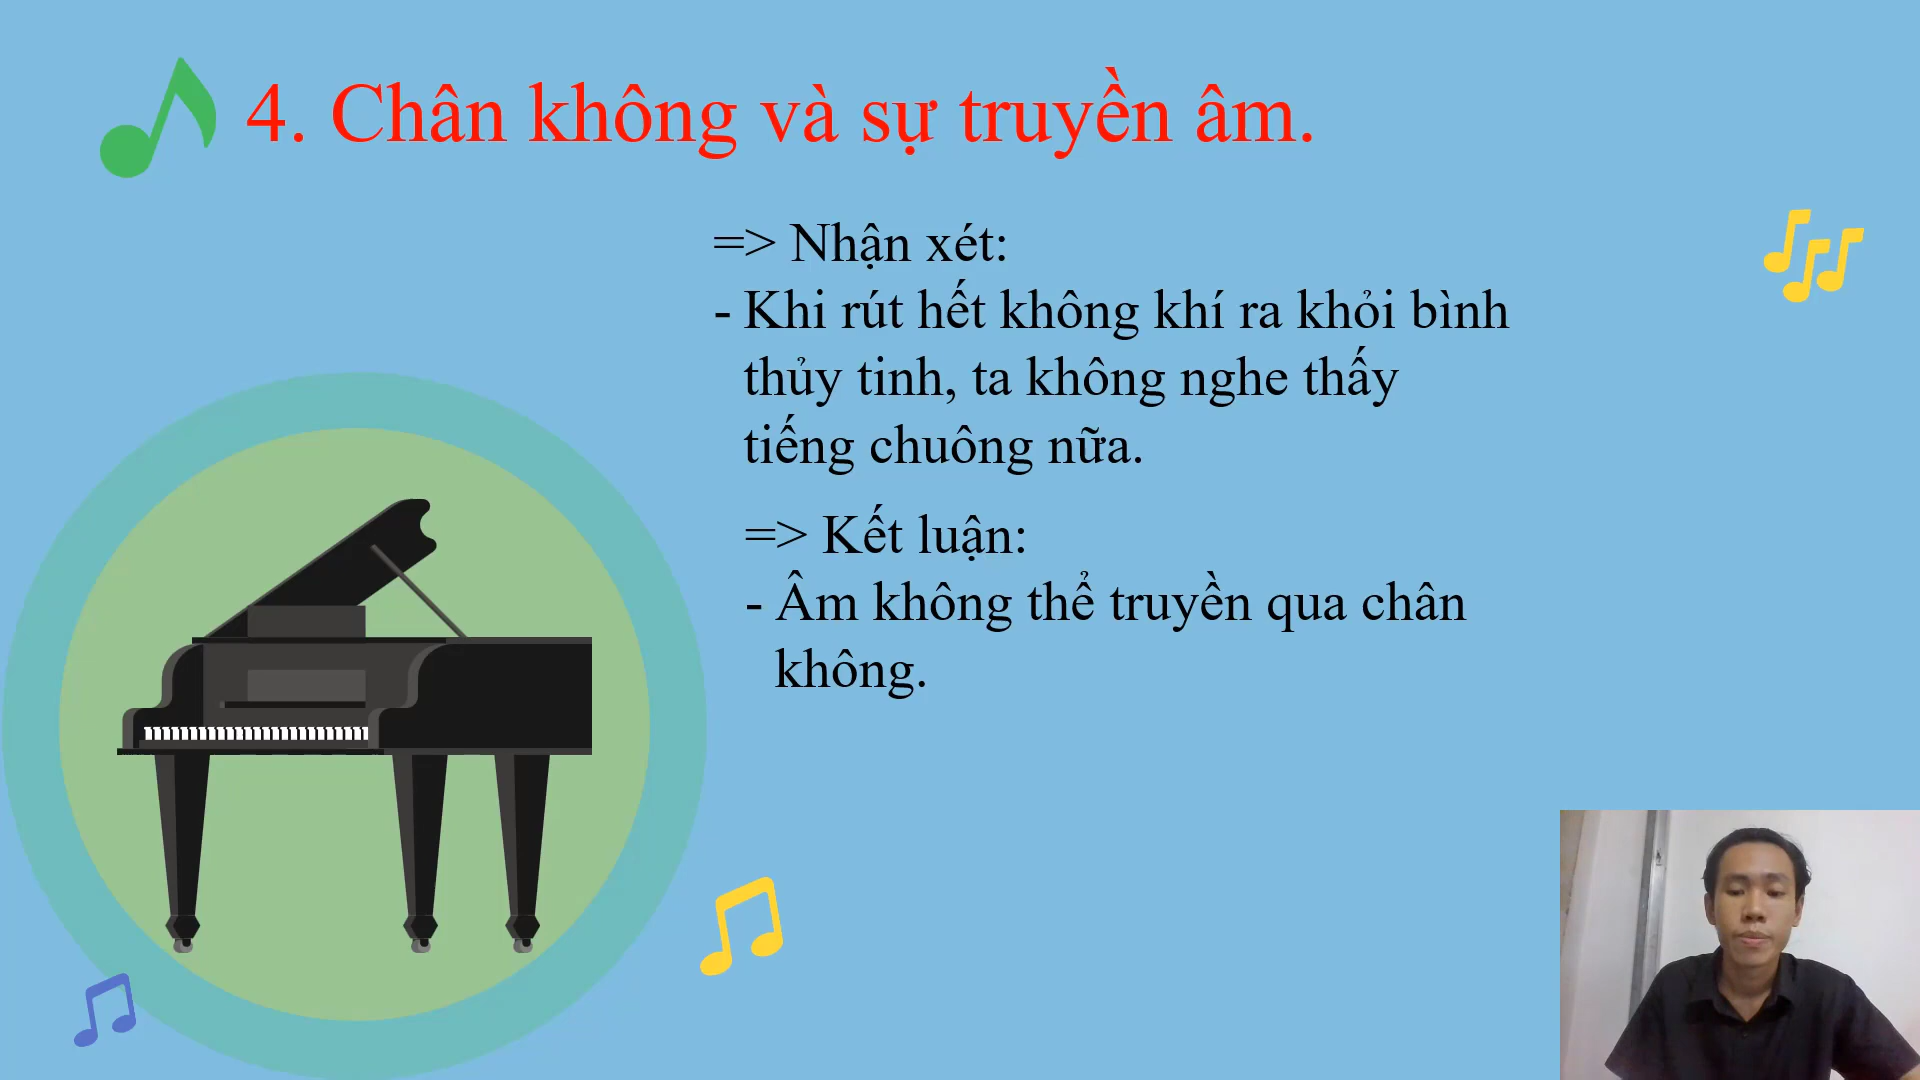 4. Chân không và sự truyền âm.
=> Nhận xét:
- Khi rút hết không khí ra khỏi bình
thủy tinh, ta không nghe thấy
tiếng chuông nữa.
=> Kết luận:
- Âm không thể truyền qua chân
không.